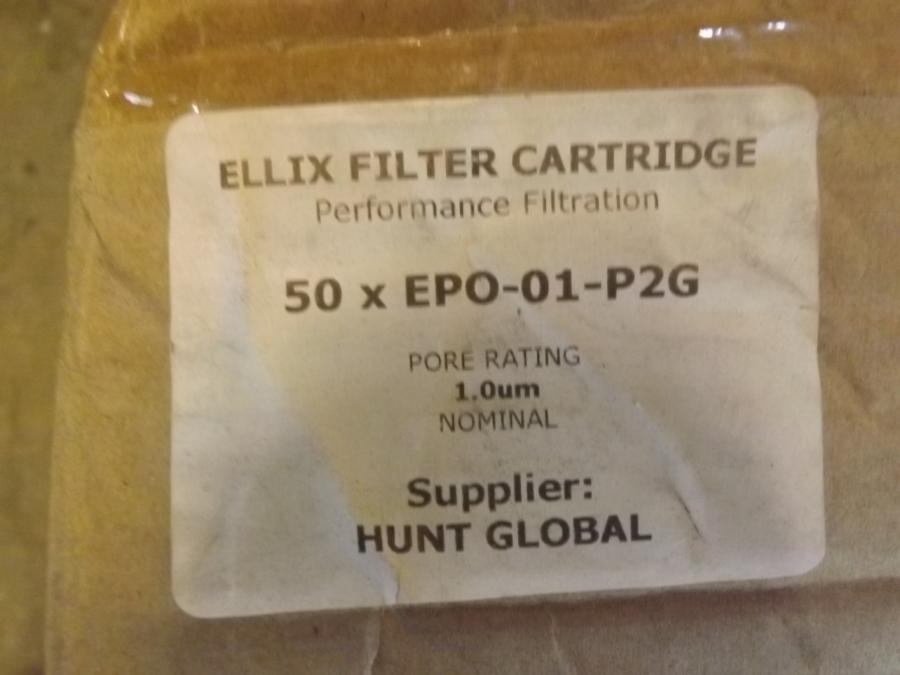 ELLIX FILTER CARTRIDGE
Performance Filtration
50 x EPO-01-P2G
PORE RATING
1.0um
NOMINAL
Supplier:
HUNT GLOBAL